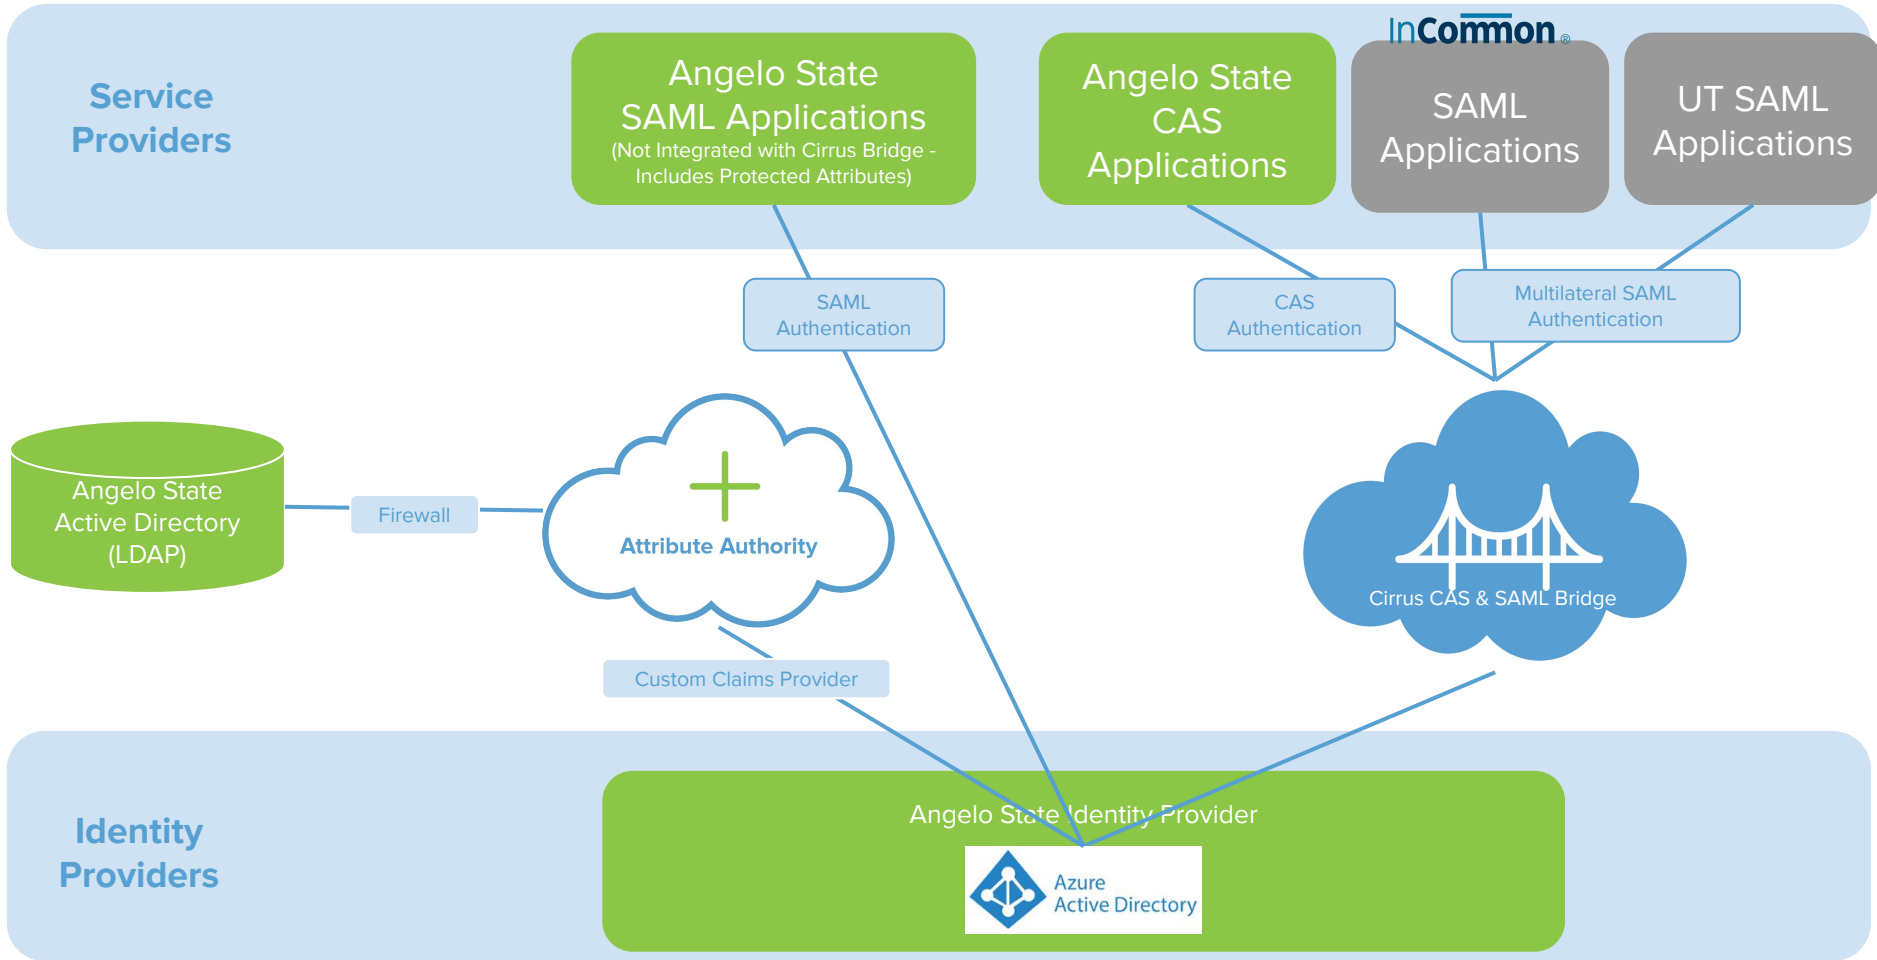 Service
Providers
Angelo State
SAML Applications
(Not Integrated with Cirrus Bridge -
Includes Protected Attributes)
Angelo State
CAS
Applications
InCommon ®
SAML
Applications
UT SAML
Applications
SAML
Authentication
CAS
Authentication
Multilateral SAML
Authentication
Angelo State
Active Directory
(LDAP)
Firewall
Attribute Authority
Cirrus CAS & SAML Bridge
Custom Claims Provider
Identity
Providers
Angelo State Identity Provider
Azure
Active Directory